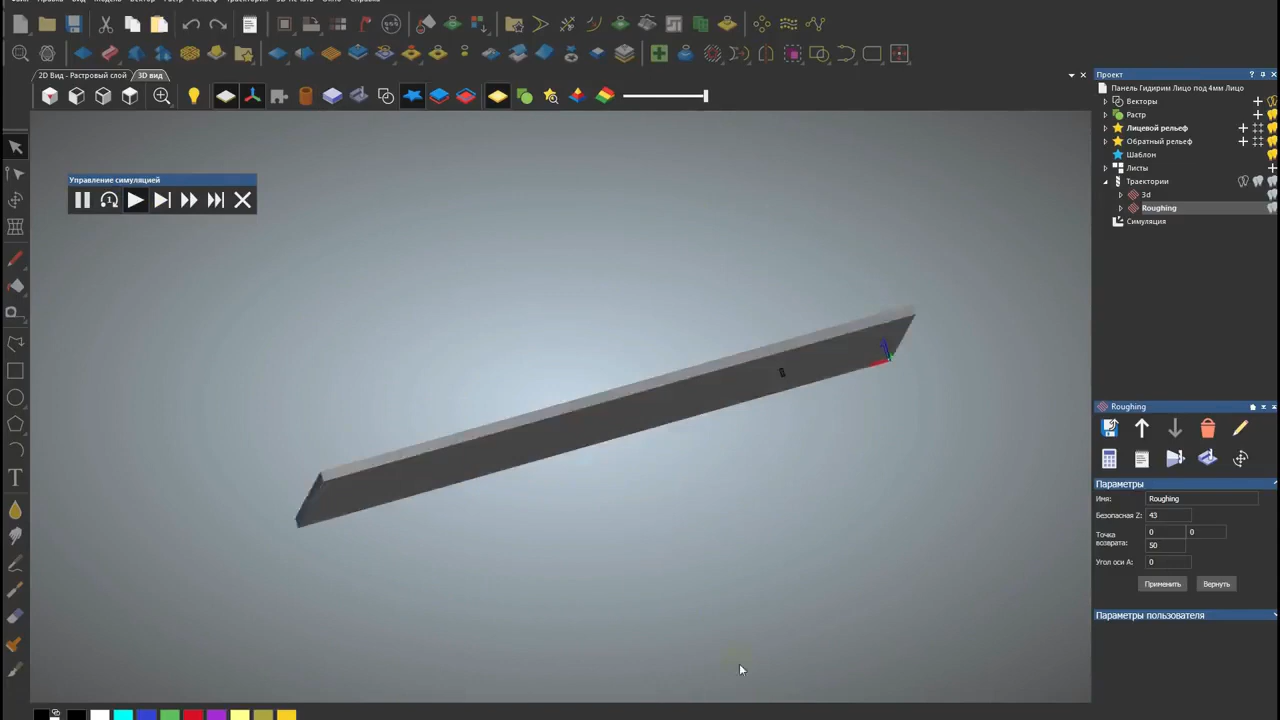 2D Вид - Растровый слой
3D вид
Управление симуляцией
1
Проект
Панель Гидирим Лицо под 4мм Лицо
Векторы
Растр
Лицевой рельеф
Обратный рельеф
Шаблон
Листы
Траектории
3d
Roughing
Симуляция
Roughing
Параметры
Имя: Roughing
Безопасная Z: 43
Точка возврата: 0 0
50
Угол оси A: 0
Применить Вернуть
Параметры пользователя